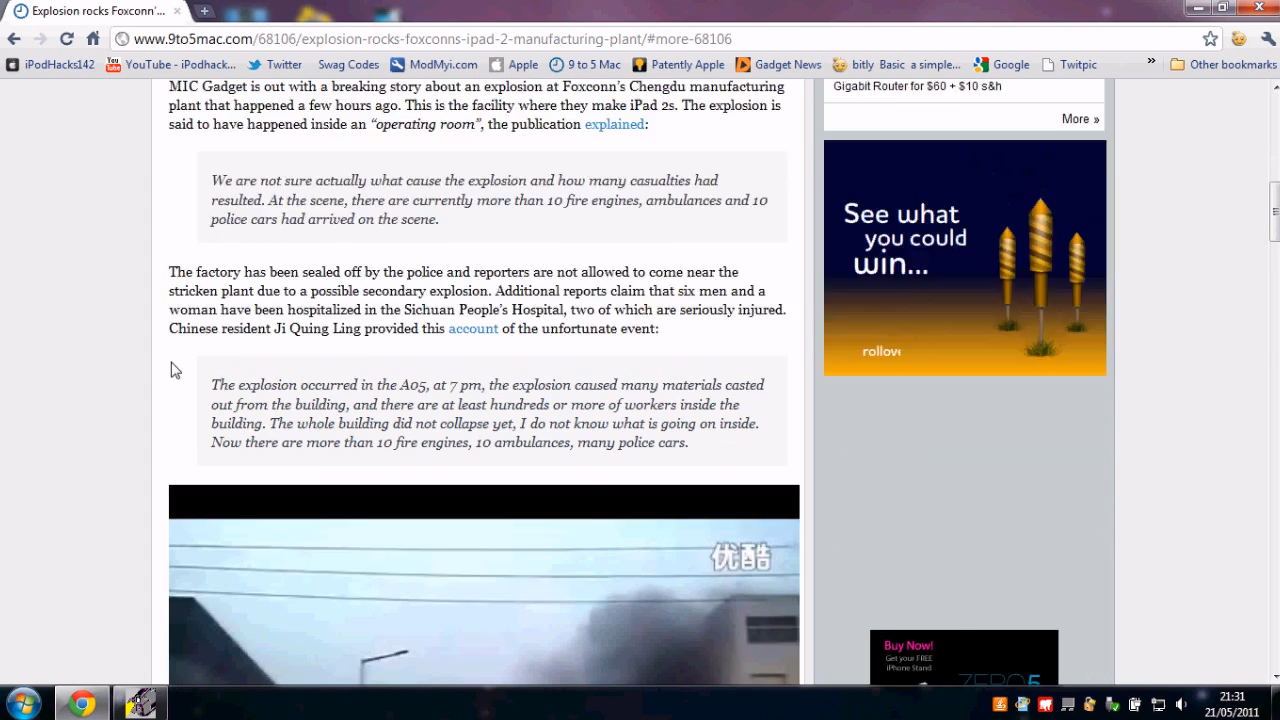 Explosion rocks Foxconn'
www.9to5mac.com/68106/explosion-rocks-foxconns-ipad-2-manufacturing-plant/#more-68106
iPodHacks142 YouTube - iPodhack... Twitter Swag Codes ModMyi.com Apple 9 to 5 Mac Patently Apple Gadget News bitly Basic a simple... Google Twitpic » Other bookmarks
MIC Gadget is out with a breaking story about an explosion at Foxconn's Chengdu manufacturing
plant that happened a few hours ago. This is the facility where they make iPad 2s. The explosion is
said to have happened inside an "operating room", the publication explained:
We are not sure actually what cause the explosion and how many casualties had
resulted. At the scene, there are currently more than 10 fire engines, ambulances and 10
police cars had arrived on the scene.
The factory has been sealed off by the police and reporters are not allowed to come near the
stricken plant due to a possible secondary explosion. Additional reports claim that six men and a
woman have been hospitalized in the Sichuan People's Hospital, two of which are seriously injured.
Chinese resident Ji Quing Ling provided this account of the unfortunate event:
The explosion occurred in the A05, at 7 pm, the explosion caused many materials casted
out from the building, and there are at least hundreds or more of workers inside the
building. The whole building did not collapse yet, I do not know what is going on inside.
Now there are more than 10 fire engines, 10 ambulances, many police cars.
优酷
Gigabit Router for $60 + $10 s&h
More »
See what
you could
win...
Buy Now!
Get your FREE
iPhone Stand
ZERO5
21:31
21/05/2011